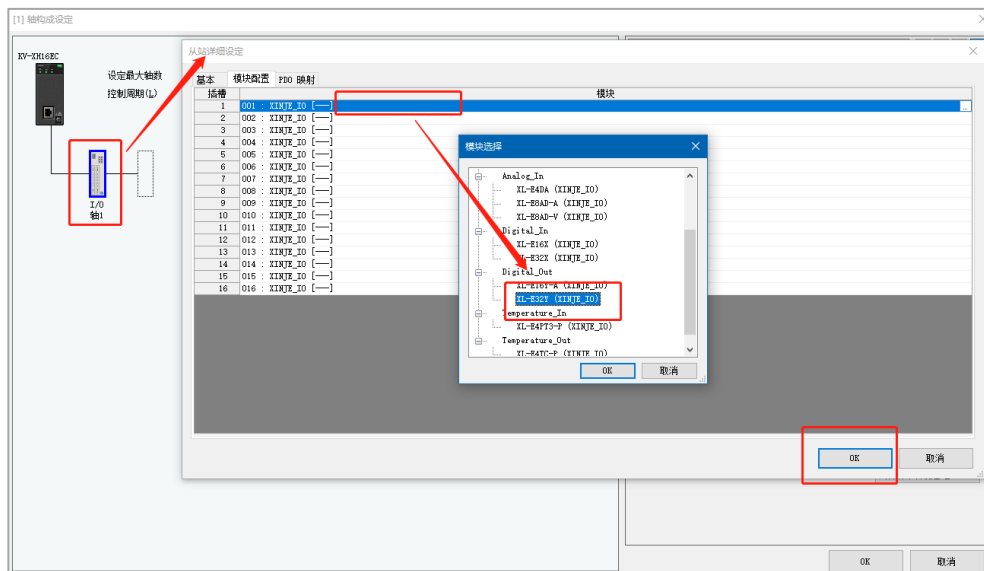 [1] 轴构成设定
KV-XH16EC
设定最大轴数
控制周期(L)
I/O
轴1
从站详细设定
基本 模块配置 PDO 映射
插槽 模块
1 001 : XINJE_IO [——]
2 002 : XINJE_IO [——]
3 003 : XINJE_IO [——]
4 004 : XINJE_IO [——]
5 005 : XINJE_IO [——]
6 006 : XINJE_IO [——]
7 007 : XINJE_IO [——]
8 008 : XINJE_IO [——]
9 009 : XINJE_IO [——]
10 010 : XINJE_IO [——]
11 011 : XINJE_IO [——]
12 012 : XINJE_IO [——]
13 013 : XINJE_IO [——]
14 014 : XINJE_IO [——]
15 015 : XINJE_IO [——]
16 016 : XINJE_IO [——]
模块选择
Analog_In
XL-E4DA (XINJE_IO)
XL-E8AD-A (XINJE_IO)
XL-E8AD-V (XINJE_IO)
Digital_In
XL-E16X (XINJE_IO)
XL-E32X (XINJE_IO)
Digital_Out
XL-E16Y-A (XINJE_IO)
XL-E32Y (XINJE_IO)
Temperature_In
XL-E4PT3-P (XINJE_IO)
Temperature_Out
XL-E4TC-P (XINJE_IO)
OK 取消
OK 取消
OK 取消